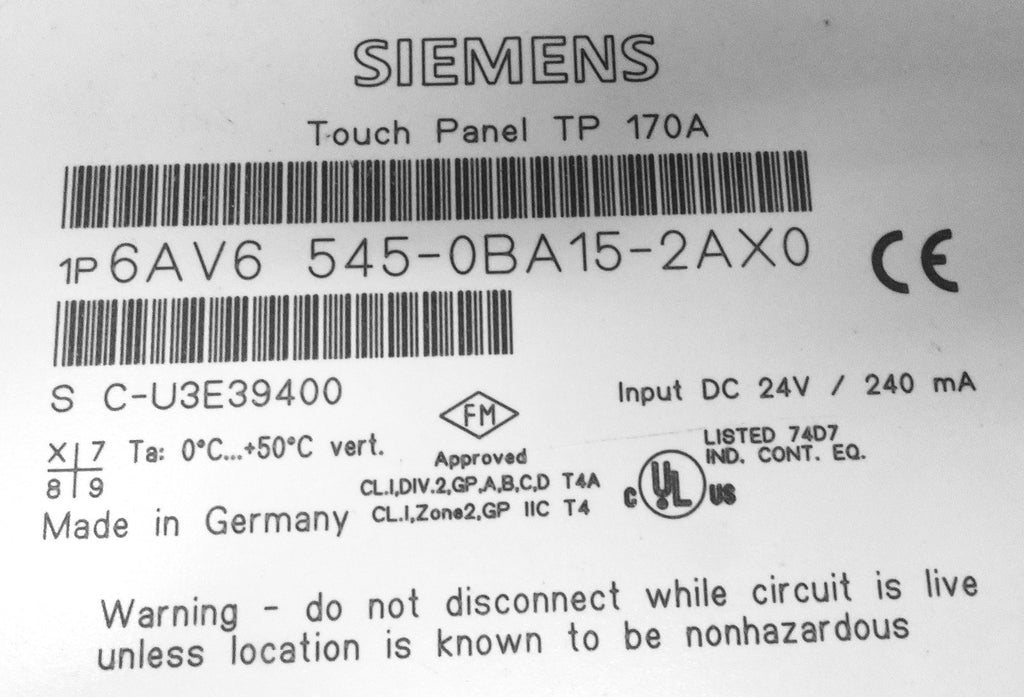 SIEMENS
Touch Panel TP 170A
1P 6AV6 545-0BA15-2AX0
CE
S C-U3E39400
Input DC 24V / 240 mA
X 7
8 9
Ta: 0°C...+50°C vert.
FM
Approved
CL.I,DIV.2,GP,A,B,C,D T4A
CL.I,Zone2,GP IIC T4
C UL US
LISTED 74D7
IND. CONT. EQ.
Made in Germany
Warning - do not disconnect while circuit is live
unless location is known to be nonhazardous